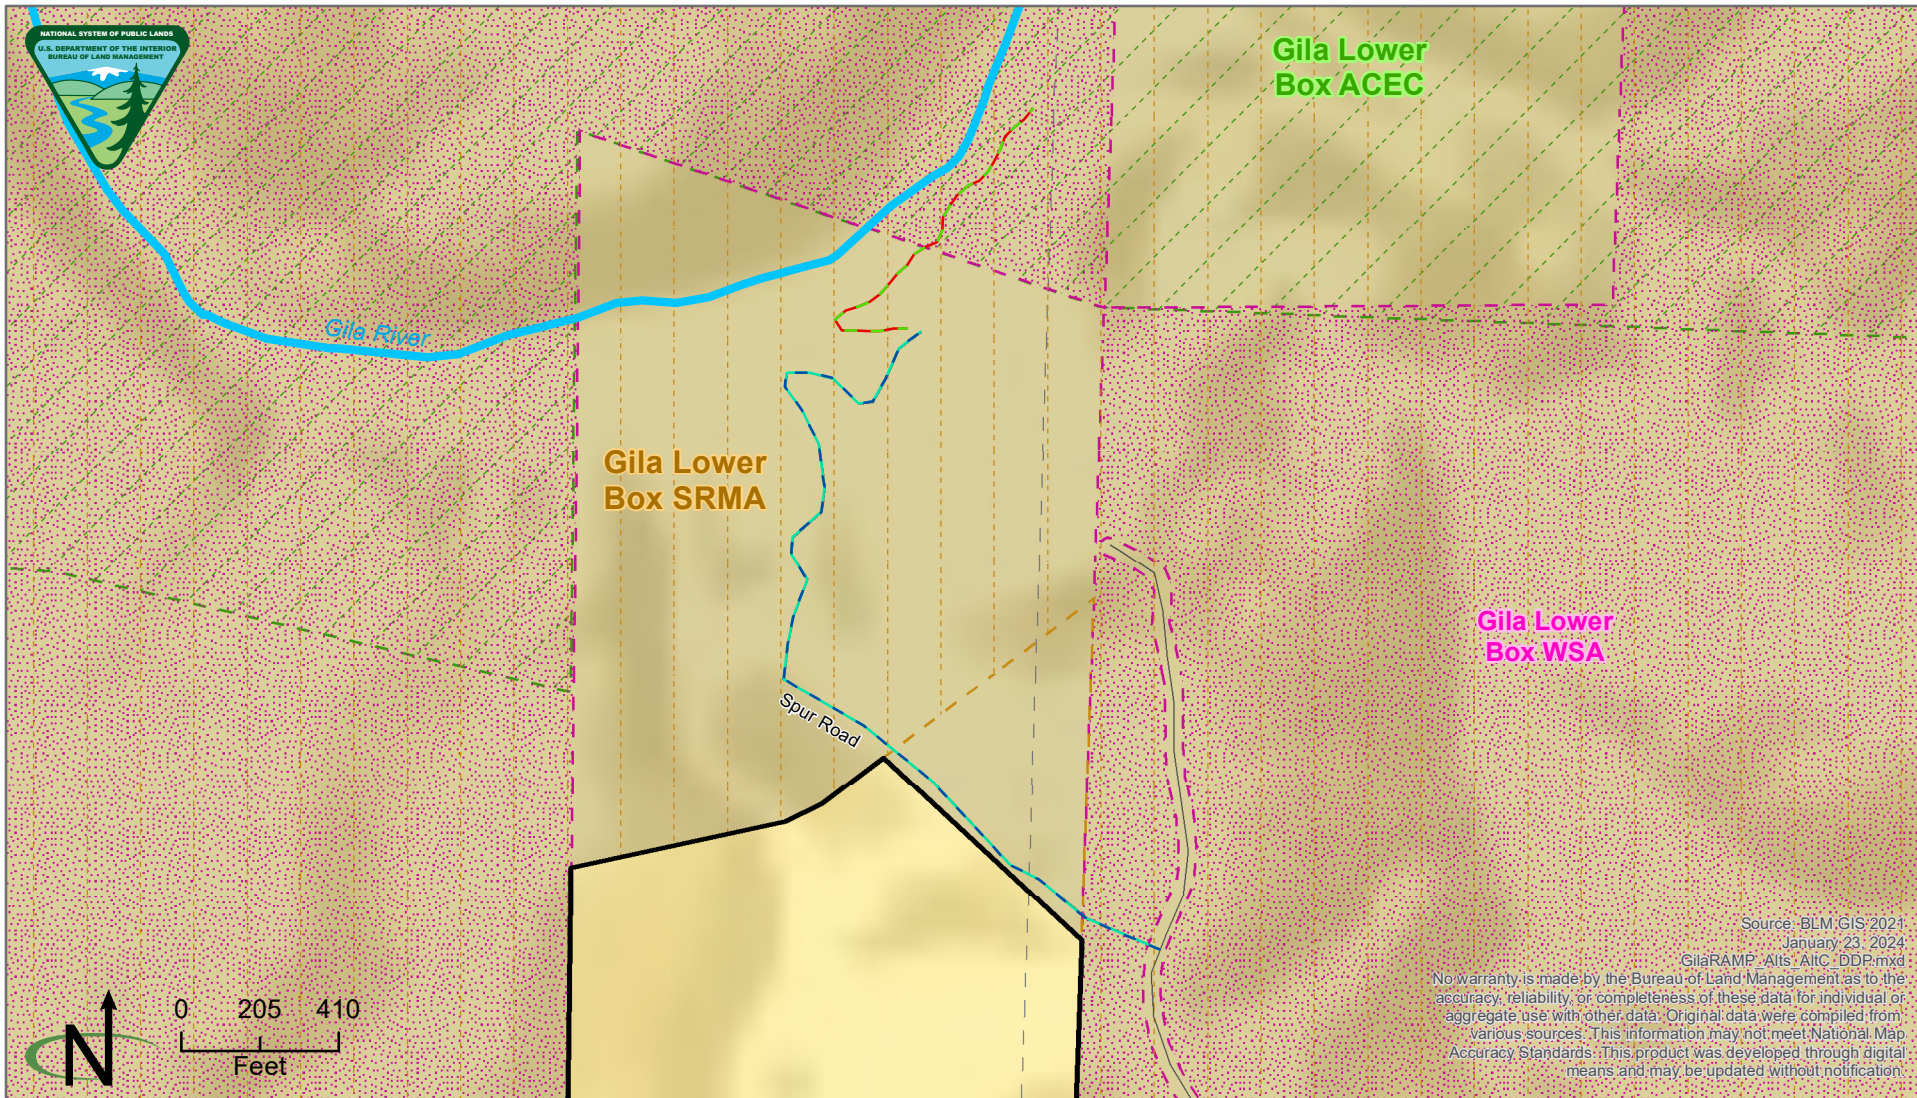 NATIONAL SYSTEM OF PUBLIC LANDS
U.S. DEPARTMENT OF THE INTERIOR
BUREAU OF LAND MANAGEMENT
Gila Lower
Box ACEC
Gila River
Gila Lower
Box SRMA
Gila Lower
Box WSA
Spur Road
0 205 410
Feet
N
Source: BLM GIS 2021
January 23, 2024
GilaRAMP_Alts_AltC_DDP.mxd
No warranty is made by the Bureau of Land Management as to the
accuracy, reliability, or completeness of these data for individual or
aggregate use with other data. Original data were compiled from
various sources. This information may not meet National Map
Accuracy Standards. This product was developed through digital
means and may be updated without notification.